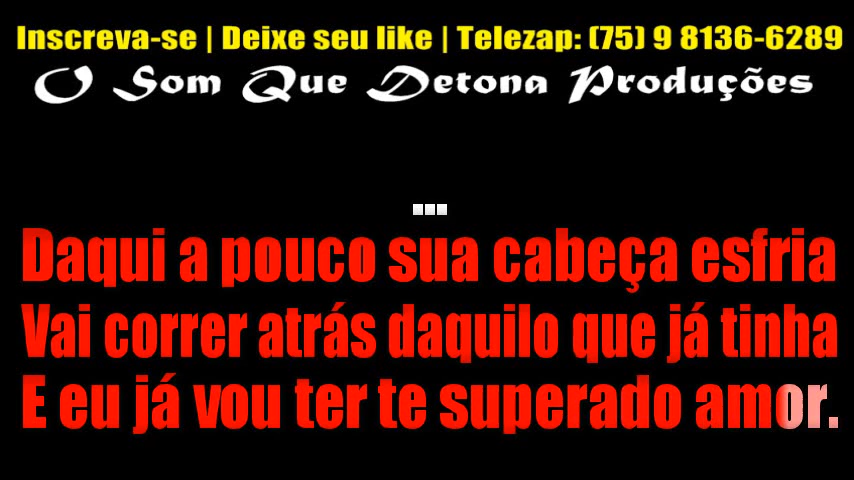 Inscreva-se | Deixe seu like | Telezap: (75) 9 8136-6289
O Som Que Detona Produções
...
Daqui a pouco sua cabeça esfria
Vai correr atrás daquilo que já tinha
E eu já vou ter te superado amor.